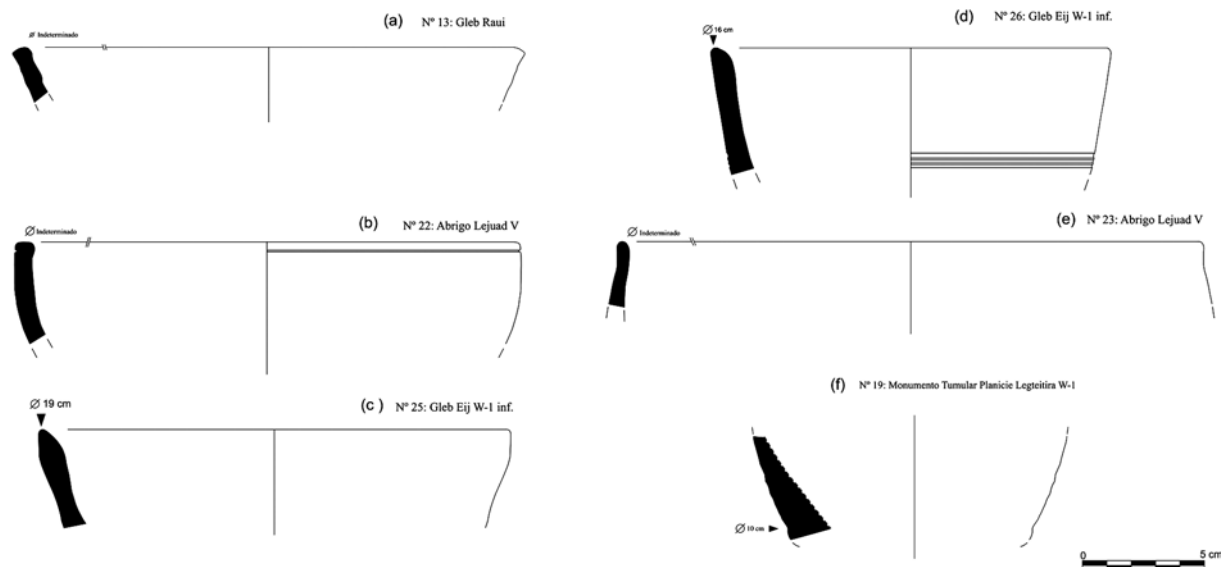 (a) Nº 13: Gleb Raui
Ø Indeterminado
(b) Nº 22: Abrigo Lejuad V
Ø Indeterminado
(c) Nº 25: Gleb Eij W-1 inf.
Ø 19 cm
(d) Nº 26: Gleb Eij W-1 inf.
Ø 16 cm
(e) Nº 23: Abrigo Lejuad V
Ø Indeterminado
(f) Nº 19: Monumento Tumular Planicie Legteitira W-1
Ø 10 cm
0 5 cm